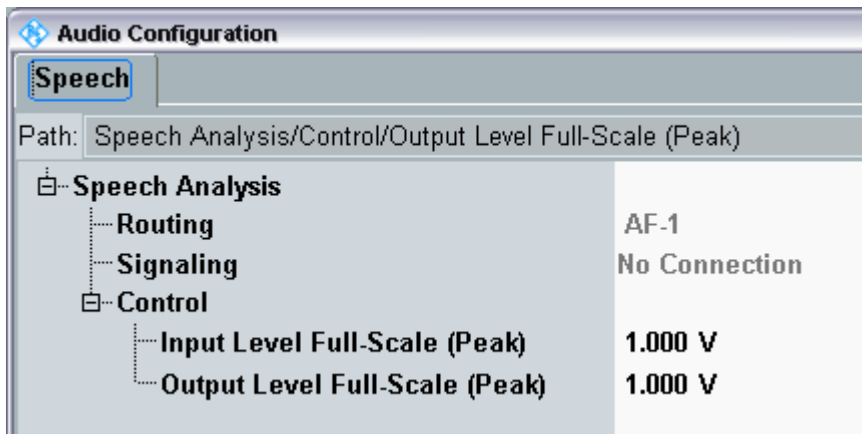 Audio Configuration
Speech
Path: Speech Analysis/Control/Output Level Full-Scale (Peak)
Speech Analysis
Routing AF-1
Signaling No Connection
Control
Input Level Full-Scale (Peak) 1.000 V
Output Level Full-Scale (Peak) 1.000 V